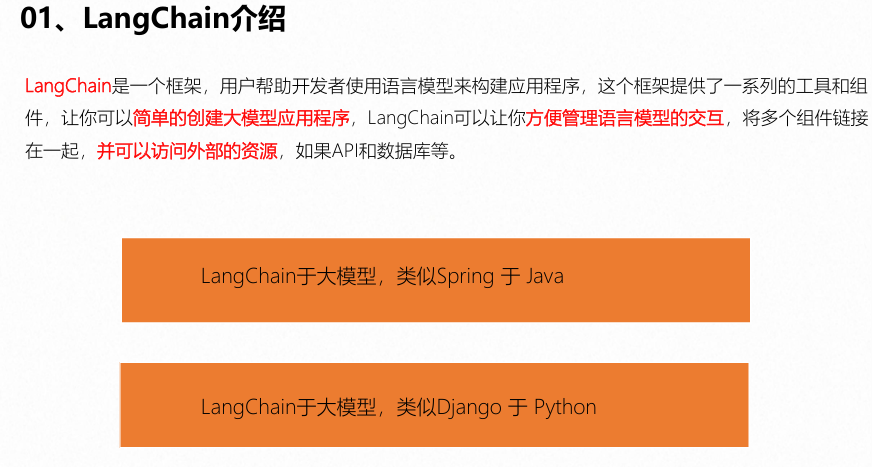 01、LangChain介绍
LangChain是一个框架，用户帮助开发者使用语言模型来构建应用程序，这个框架提供了一系列的工具和组
件，让你可以简单的创建大模型应用程序，LangChain可以让你方便管理语言模型的交互，将多个组件链接
在一起，并可以访问外部的资源，如果API和数据库等。
LangChain于大模型，类似Spring 于 Java
LangChain于大模型，类似Django 于 Python